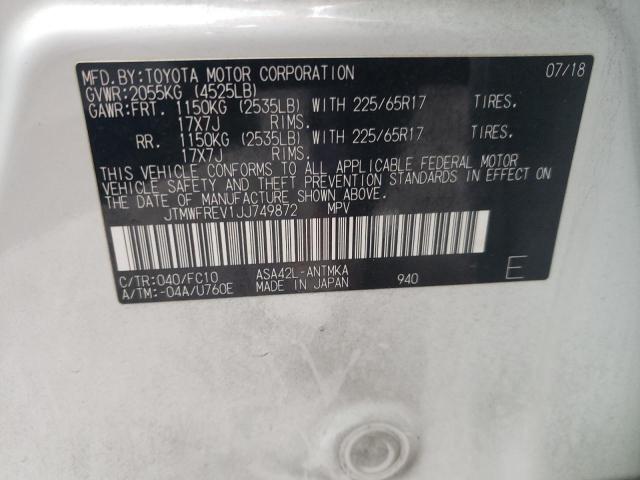 MFD.BY:TOYOTA MOTOR CORPORATION 07/18
GVWR:2055KG (4525LB)
GAWR:FRT. 1150KG (2535LB) WITH 225/65R17 TIRES.
17X7J RIMS.
RR. 1150KG (2535LB) WITH 225/65R17 TIRES.
17X7J RIMS.
THIS VEHICLE CONFORMS TO ALL APPLICABLE FEDERAL MOTOR
VEHICLE SAFETY AND THEFT PREVENTION STANDARDS IN EFFECT ON
THE DATE OF MANUFACTURE SHOWN ABOVE.
JTMWFREV1JJ749872 MPV
C/TR:040/FC10 ASA42L-ANTMKA E
A/TM:-04A/U760E MADE IN JAPAN 940